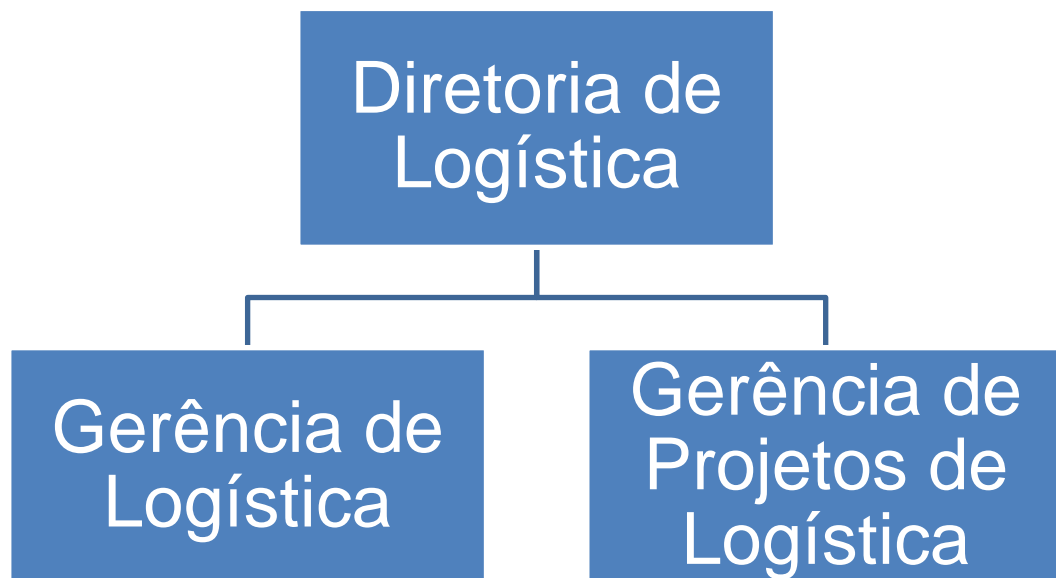 Diretoria de
Logística
Gerência de
Logística
Gerência de
Projetos de
Logística